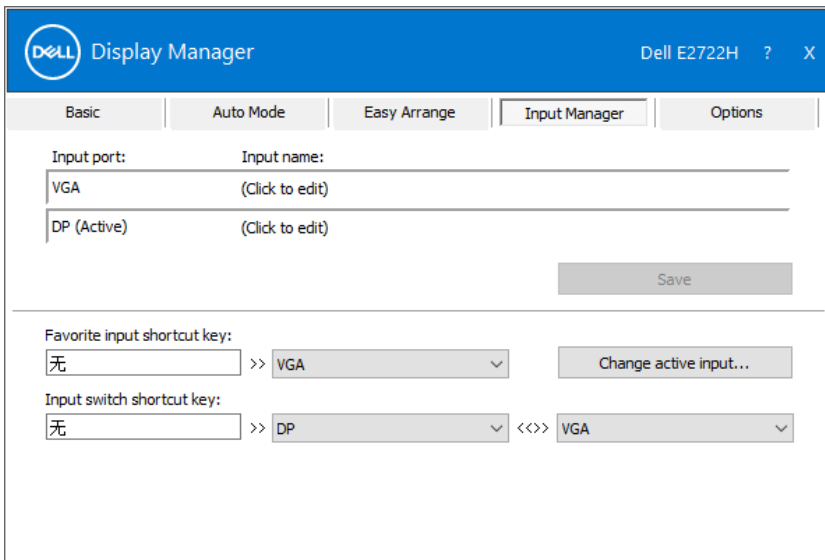 DELL Display Manager Dell E2722H ? X
Basic Auto Mode Easy Arrange Input Manager Options
Input port: Input name:
VGA (Click to edit)
DP (Active) (Click to edit)
Save
Favorite input shortcut key:
无 >> VGA Change active input...
Input switch shortcut key:
无 >> DP <<>> VGA